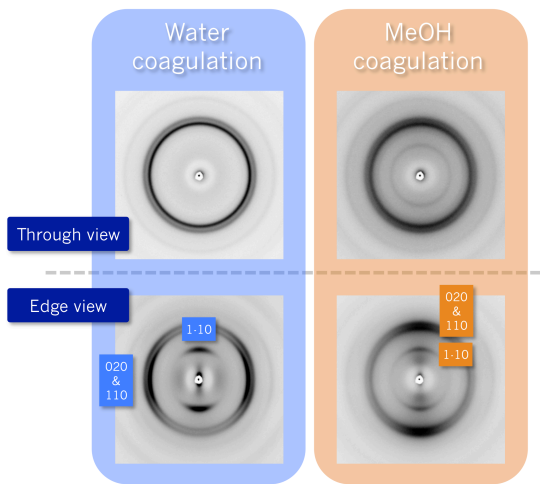 Water
coagulation
MeOH
coagulation
Through view
Edge view
1-10
020
&
110
020
&
110
1-10